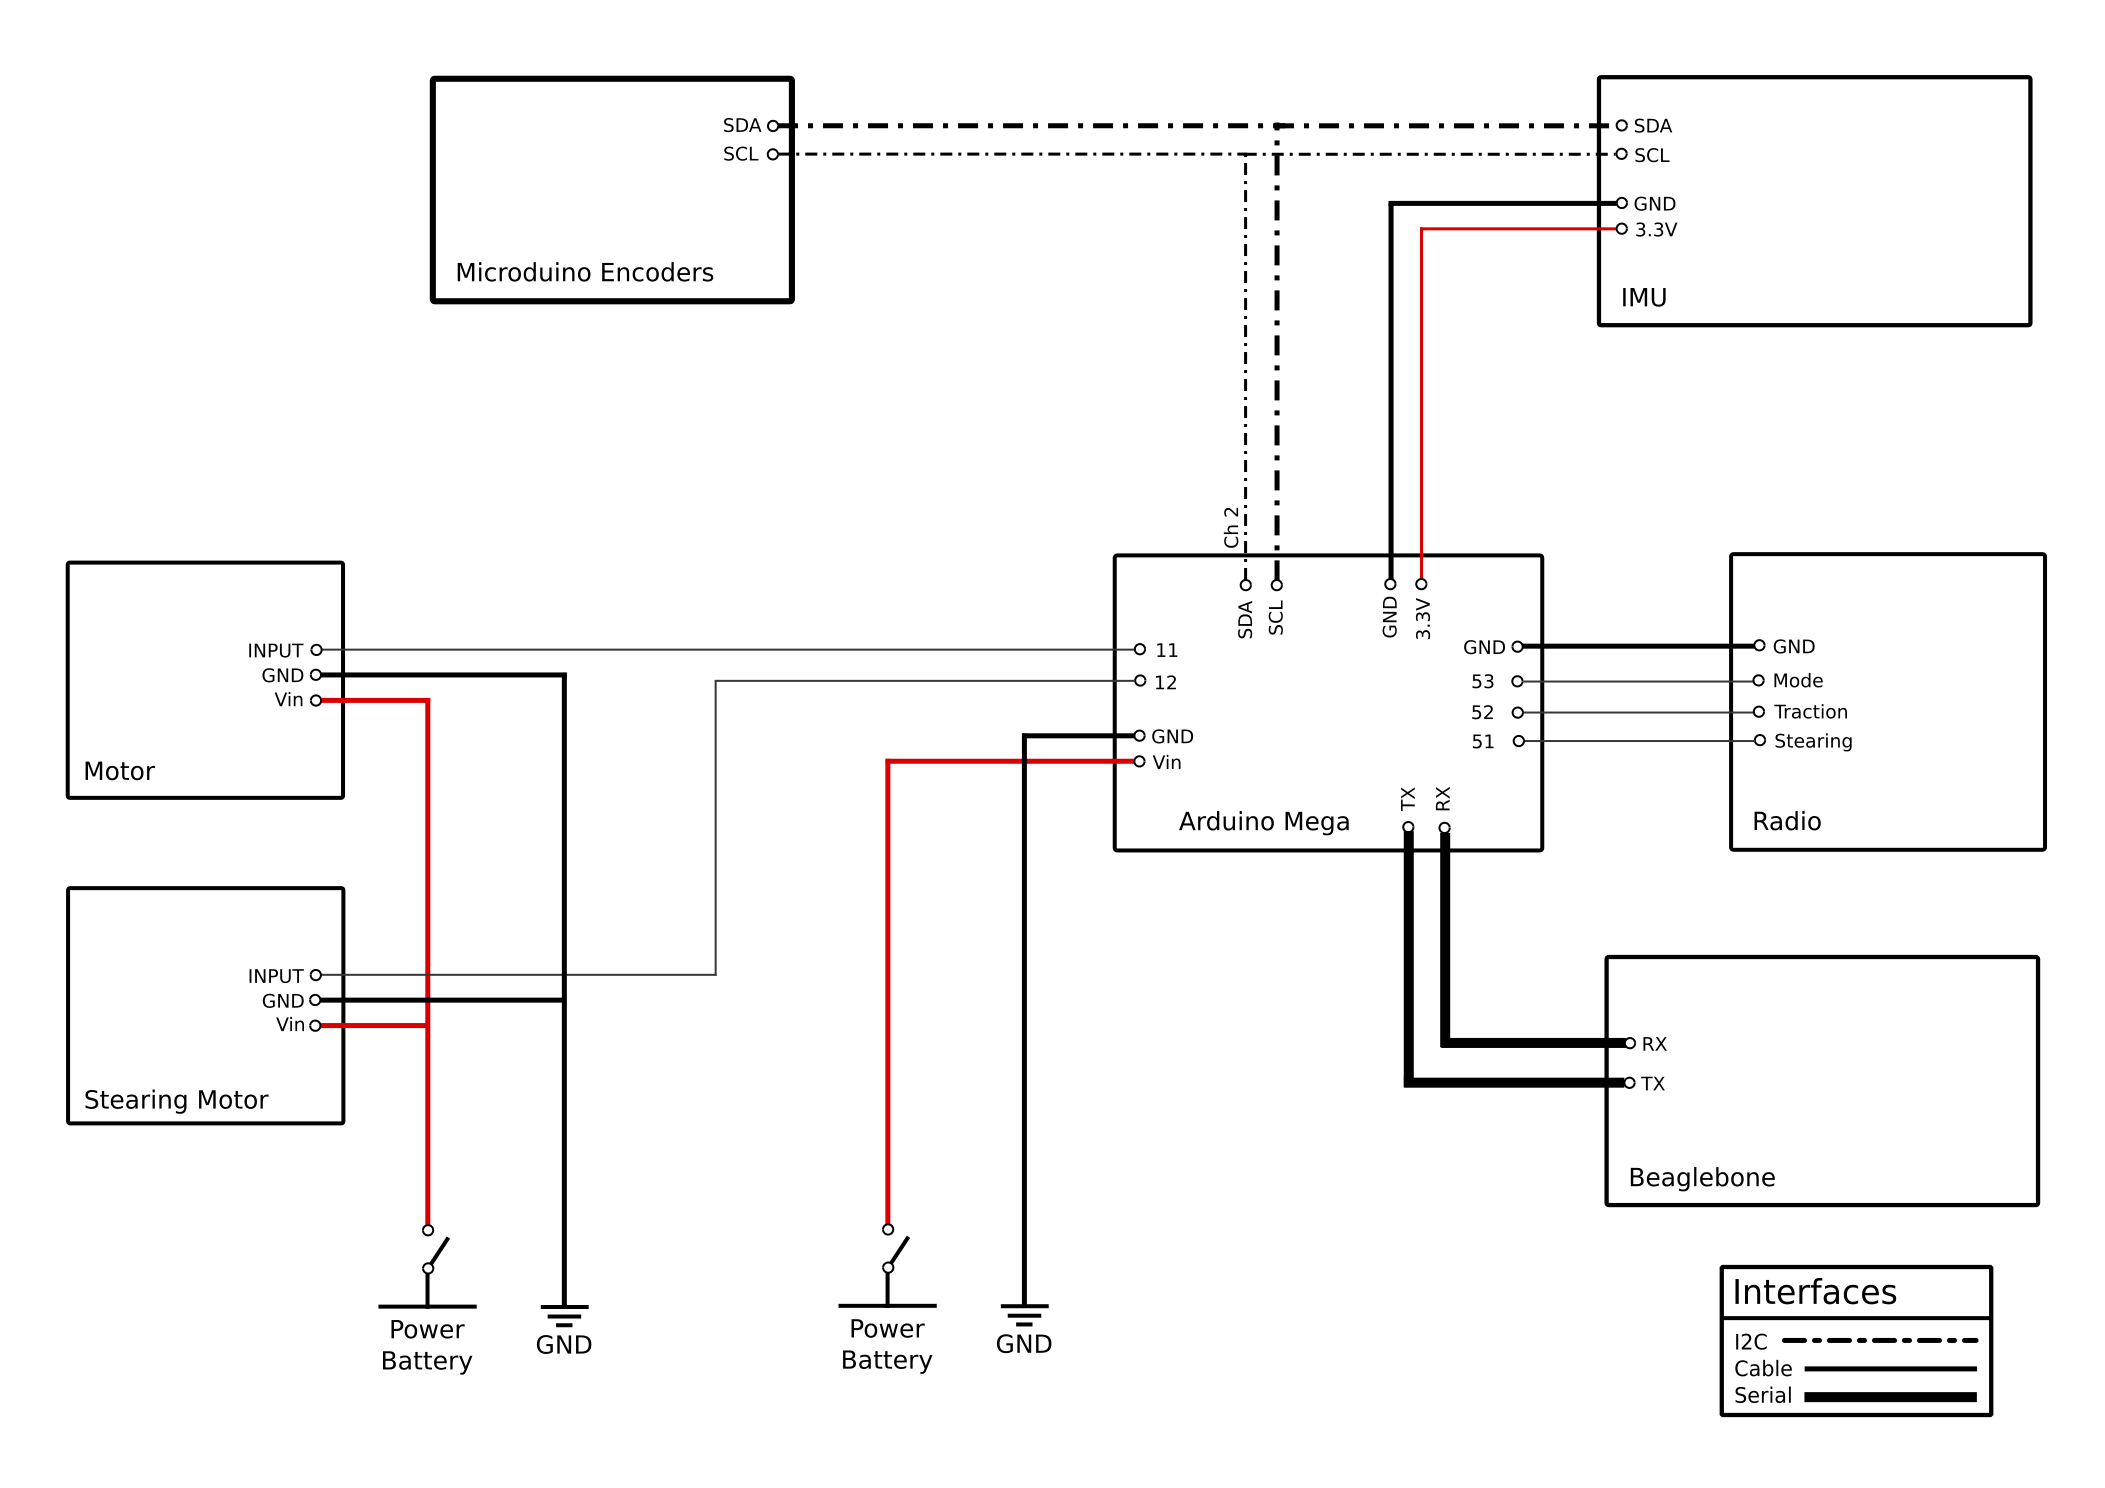 SDA
SCL
Microduino Encoders
SDA
SCL
GND
3.3V
IMU
Ch 2
INPUT
GND
Vin
Motor
SDA
SCL
GND
3.3V
11
12
GND
Vin
GND
53
52
51
TX
RX
Arduino Mega
GND
Mode
Traction
Stearing
Radio
INPUT
GND
Vin
Stearing Motor
RX
TX
Beaglebone
Power
Battery
GND
Power
Battery
GND
Interfaces
I2C
Cable
Serial